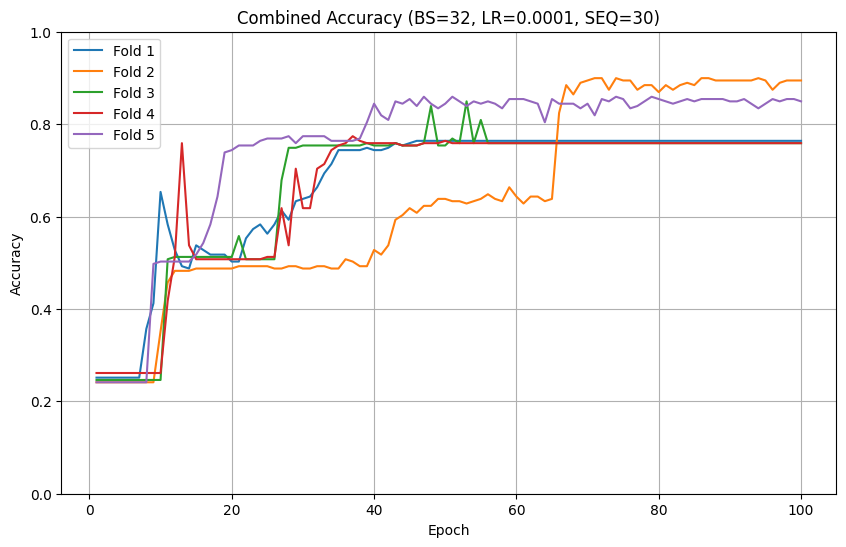 Combined Accuracy (BS=32, LR=0.0001, SEQ=30)
Fold 1
Fold 2
Fold 3
Fold 4
Fold 5
Accuracy
1.0
0.8
0.6
0.4
0.2
0.0
0 20 40 60 80 100
Epoch